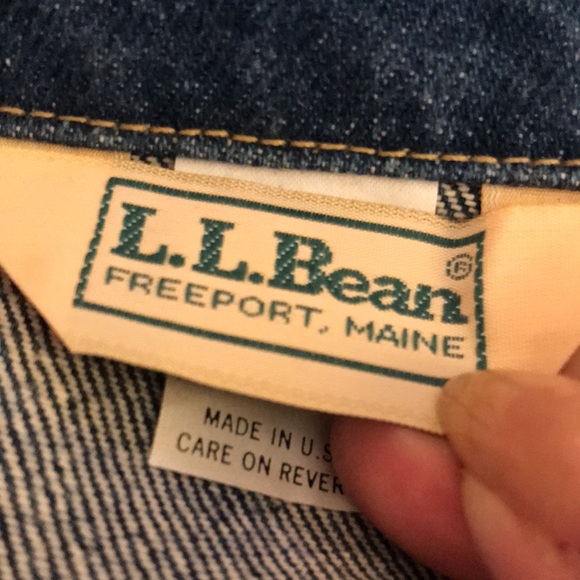 L.L.Bean®
FREEPORT, MAINE
MADE IN U.S
CARE ON REVER